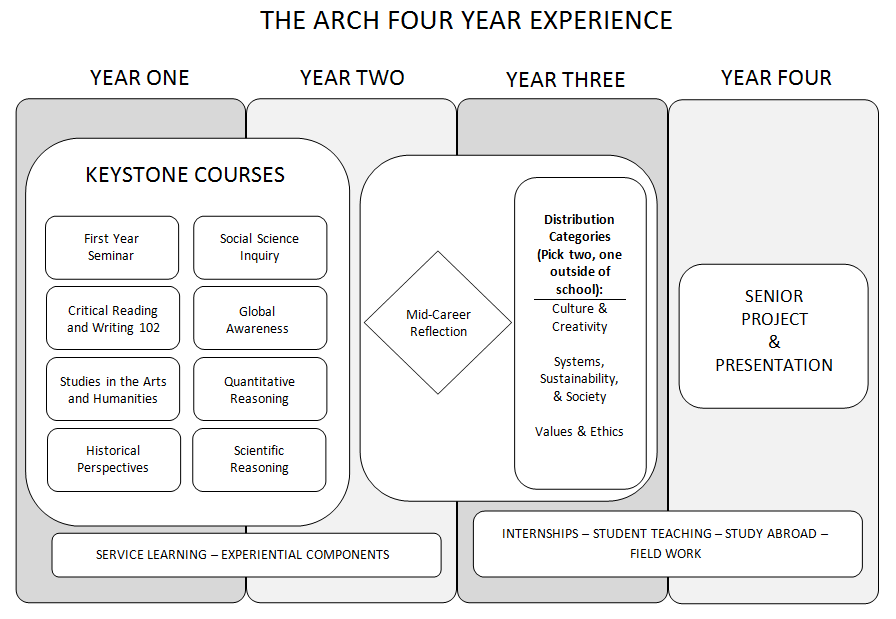 THE ARCH FOUR YEAR EXPERIENCE
YEAR ONE
YEAR TWO
YEAR THREE
YEAR FOUR
KEYSTONE COURSES
First Year
Seminar
Social Science
Inquiry
Critical Reading
and Writing 102
Global
Awareness
Studies in the Arts
and Humanities
Quantitative
Reasoning
Historical
Perspectives
Scientific
Reasoning
Mid-Career
Reflection
Distribution
Categories
(Pick two, one
outside of
school):
Culture &
Creativity
Systems,
Sustainability,
& Society
Values & Ethics
SENIOR
PROJECT
&
PRESENTATION
SERVICE LEARNING – EXPERIENTIAL COMPONENTS
INTERNSHIPS – STUDENT TEACHING – STUDY ABROAD –
FIELD WORK